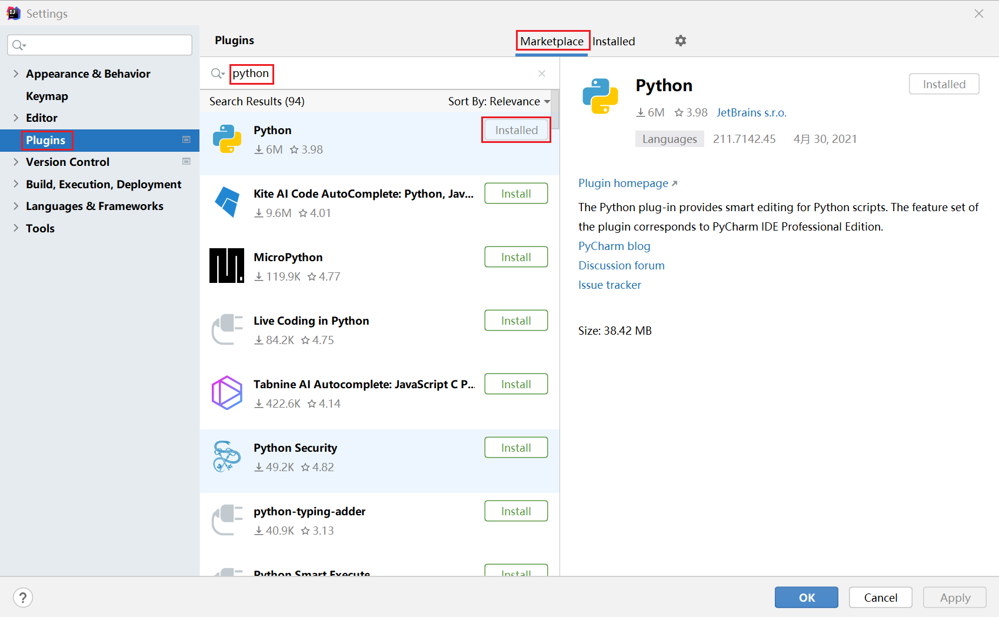 Settings
Plugins
Marketplace
Installed
Appearance & Behavior
Keymap
Editor
Plugins
Version Control
Build, Execution, Deployment
Languages & Frameworks
Tools
python
Search Results (94)
Sort By: Relevance
Python
Installed
6M 3.98
Kite AI Code AutoComplete: Python, Jav...
Install
9.6M 4.01
MicroPython
Install
119.9K 4.77
Live Coding in Python
Install
84.2K 4.75
Tabnine AI Autocomplete: JavaScript C P...
Install
422.6K 4.14
Python Security
Install
49.2K 4.82
python-typing-adder
Install
40.9K 3.13
Python Smart Execute
Install
Python
Installed
6M 3.98 JetBrains s.r.o.
Languages 211.7142.45 4月 30, 2021
Plugin homepage
The Python plug-in provides smart editing for Python scripts. The feature set of
the plugin corresponds to PyCharm IDE Professional Edition.
PyCharm blog
Discussion forum
Issue tracker
Size: 38.42 MB
?
OK
Cancel
Apply